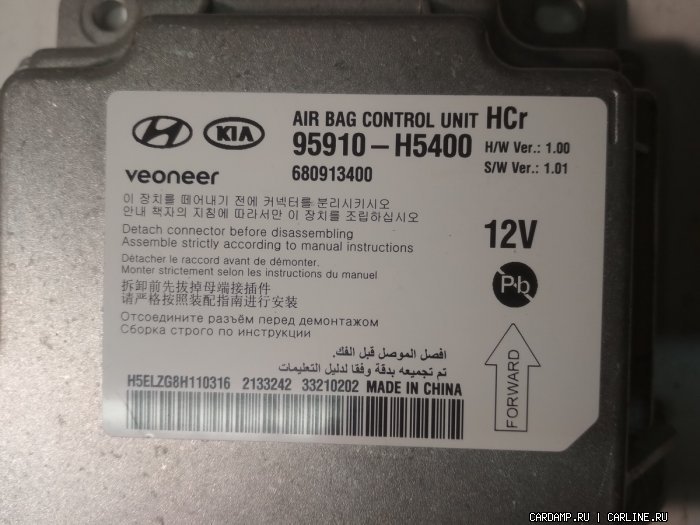 HYUNDAI KIA AIR BAG CONTROL UNIT HCr
95910-H5400 H/W Ver.: 1.00
veoneer 680913400 S/W Ver.: 1.01
이 장치를 떼어내기 전에 커넥터를 분리시키시오
안내 책자의 지침에 따라서만 이 장치를 조립하십시오
Detach connector before disassembling
Assemble strictly according to manual instructions
12V
Détacher le raccord avant de démonter.
Monter strictement selon les instructions du manuel
Pb
拆卸前先拔掉母端接插件
请严格按照装配指南进行安装
Отсоедините разъём перед демонтажом
Сборка строго по инструкции
افصل الموصل قبل الفك.
تم تجميعه بدقة وفقا لدليل التعليمات
FORWARD
H5ELZG8H110316 2133242 33210202 MADE IN CHINA
CARDAMP.RU | CARLINE.RU